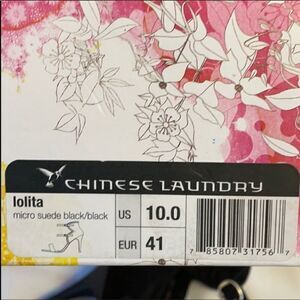 CHINESE LAUNDRY
lolita
micro suede black/black
US 10.0
EUR 41
7 85807 31756 7